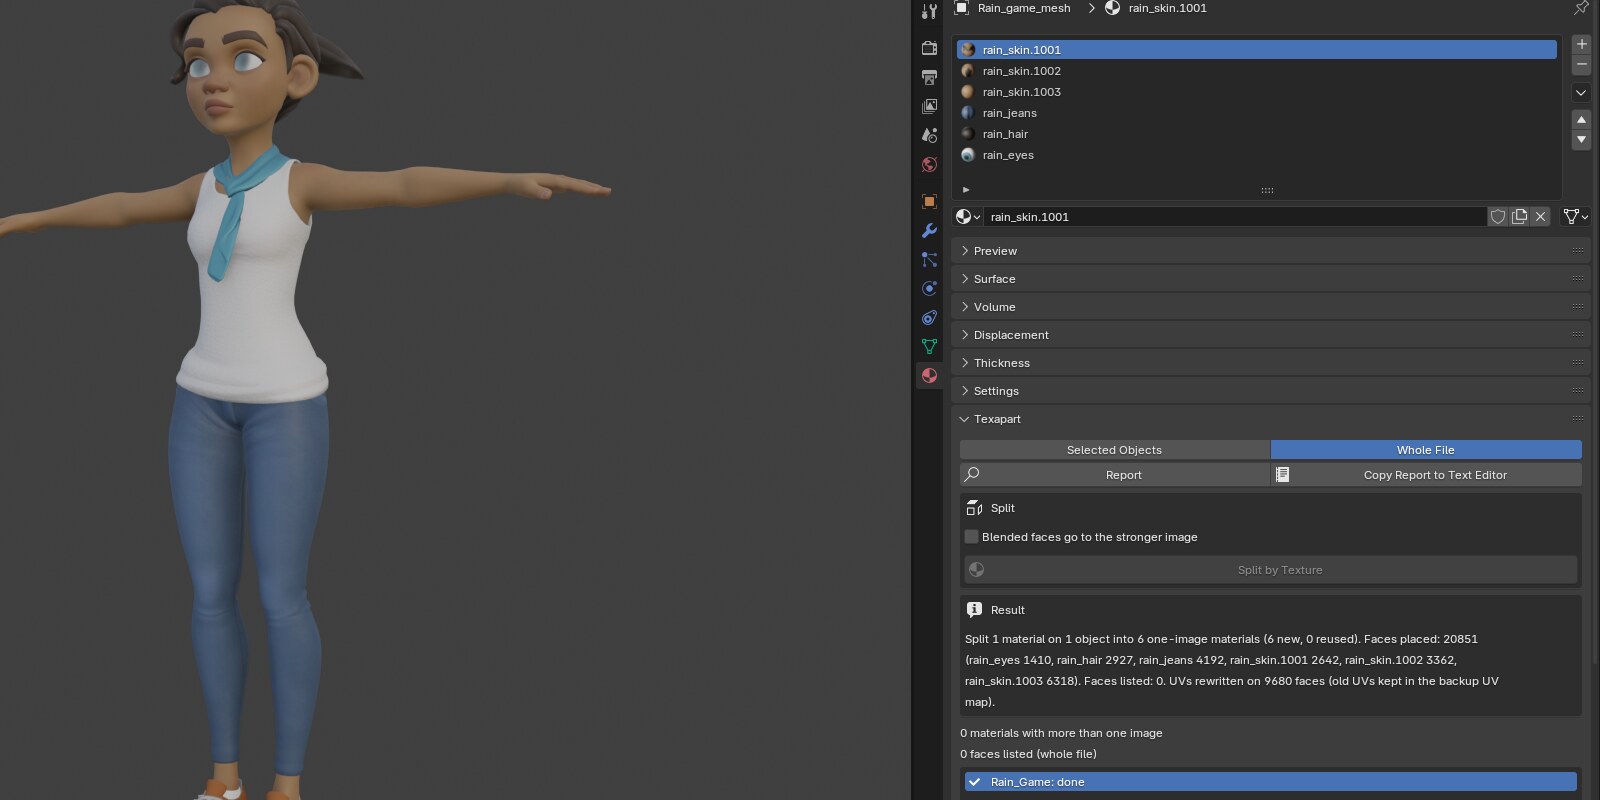 Rain_game_mesh > rain_skin.1001
rain_skin.1001
rain_skin.1002
rain_skin.1003
rain_jeans
rain_hair
rain_eyes
rain_skin.1001
Preview
Surface
Volume
Displacement
Thickness
Settings
Texapart
Selected Objects Whole File
Report Copy Report to Text Editor
Split
Blended faces go to the stronger image
Split by Texture
Result
Split 1 material on 1 object into 6 one-image materials (6 new, 0 reused). Faces placed: 20851
(rain_eyes 1410, rain_hair 2927, rain_jeans 4192, rain_skin.1001 2642, rain_skin.1002 3362,
rain_skin.1003 6318). Faces listed: 0. UVs rewritten on 9680 faces (old UVs kept in the backup UV
map).
0 materials with more than one image
0 faces listed (whole file)
Rain_Game: done